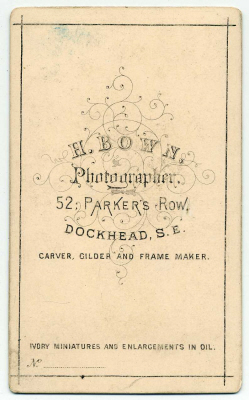 H. BOWN,
Photographer.
52, PARKER'S ROW,
DOCKHEAD, S.E.
CARVER, GILDER AND FRAME MAKER.
IVORY MINIATURES AND ENLARGEMENTS IN OIL.
No